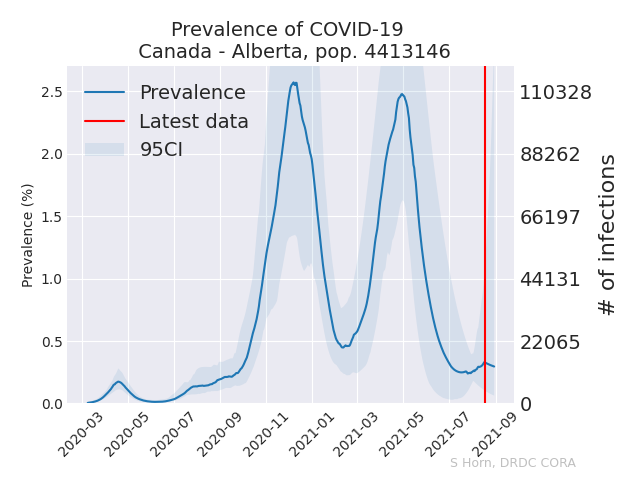 Prevalence of COVID-19
Canada - Alberta, pop. 4413146
Prevalence
Latest data
95CI
Prevalence (%)
2.5
2.0
1.5
1.0
0.5
0.0
110328
88262
66197
44131
22065
0
# of infections
2020-03
2020-05
2020-07
2020-09
2020-11
2021-01
2021-03
2021-05
2021-07
2021-09
S Horn, DRDC CORA